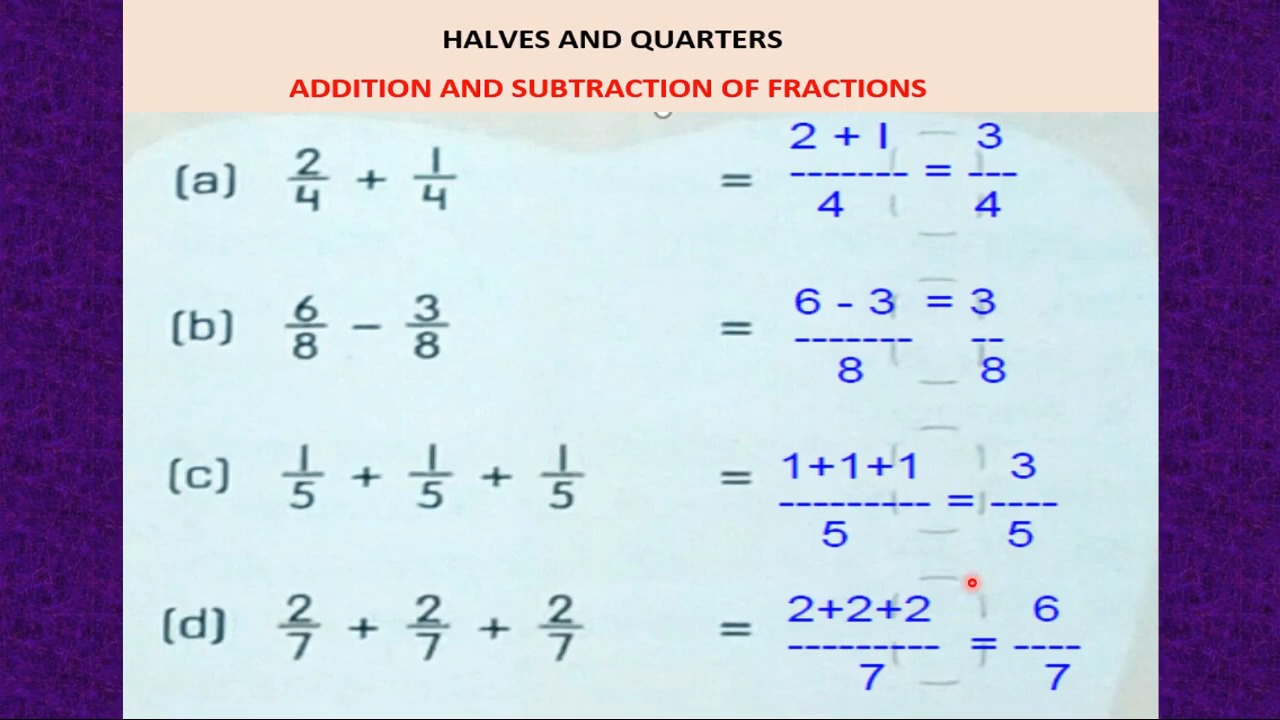 HALVES AND QUARTERS
ADDITION AND SUBTRACTION OF FRACTIONS
(a) 2/4 + 1/4 = 2 + 1 / 4 = 3/4
(b) 6/8 − 3/8 = 6 - 3 / 8 = 3/8
(c) 1/5 + 1/5 + 1/5 = 1+1+1 / 5 = 3/5
(d) 2/7 + 2/7 + 2/7 = 2+2+2 / 7 = 6/7